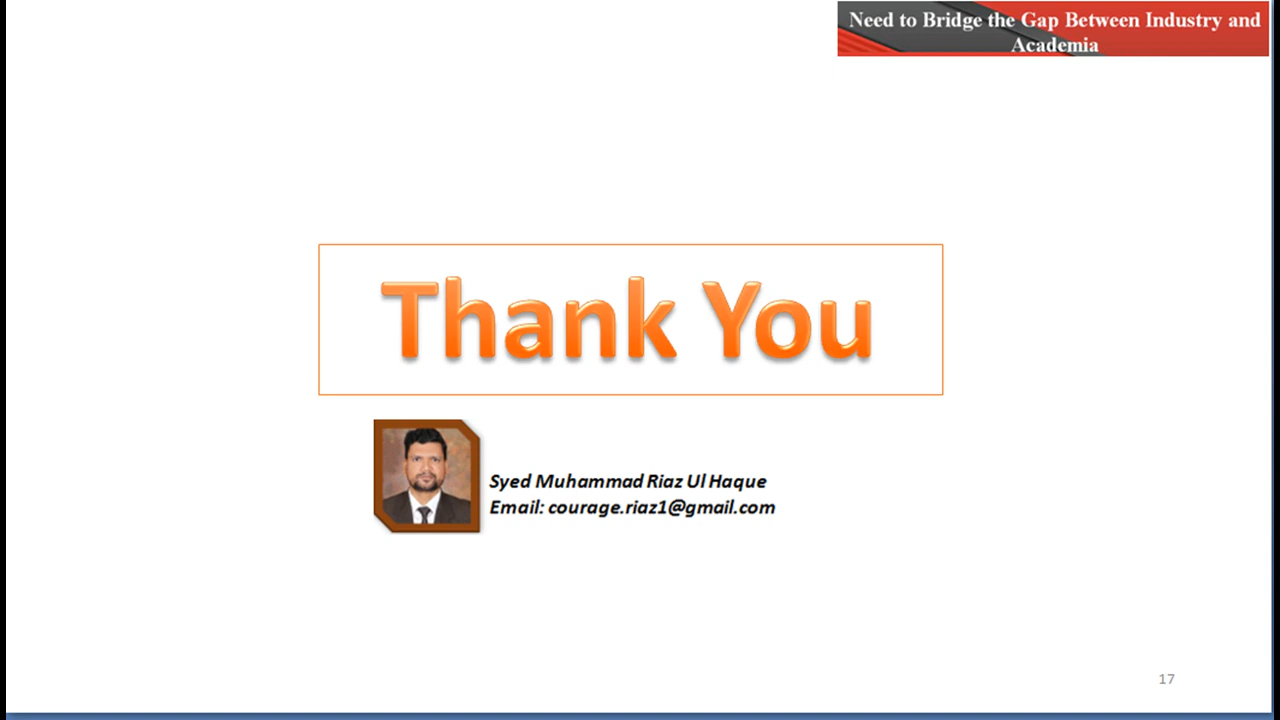 Need to Bridge the Gap Between Industry and
Academia
Thank You
Syed Muhammad Riaz Ul Haque
Email: courage.riaz1@gmail.com
17